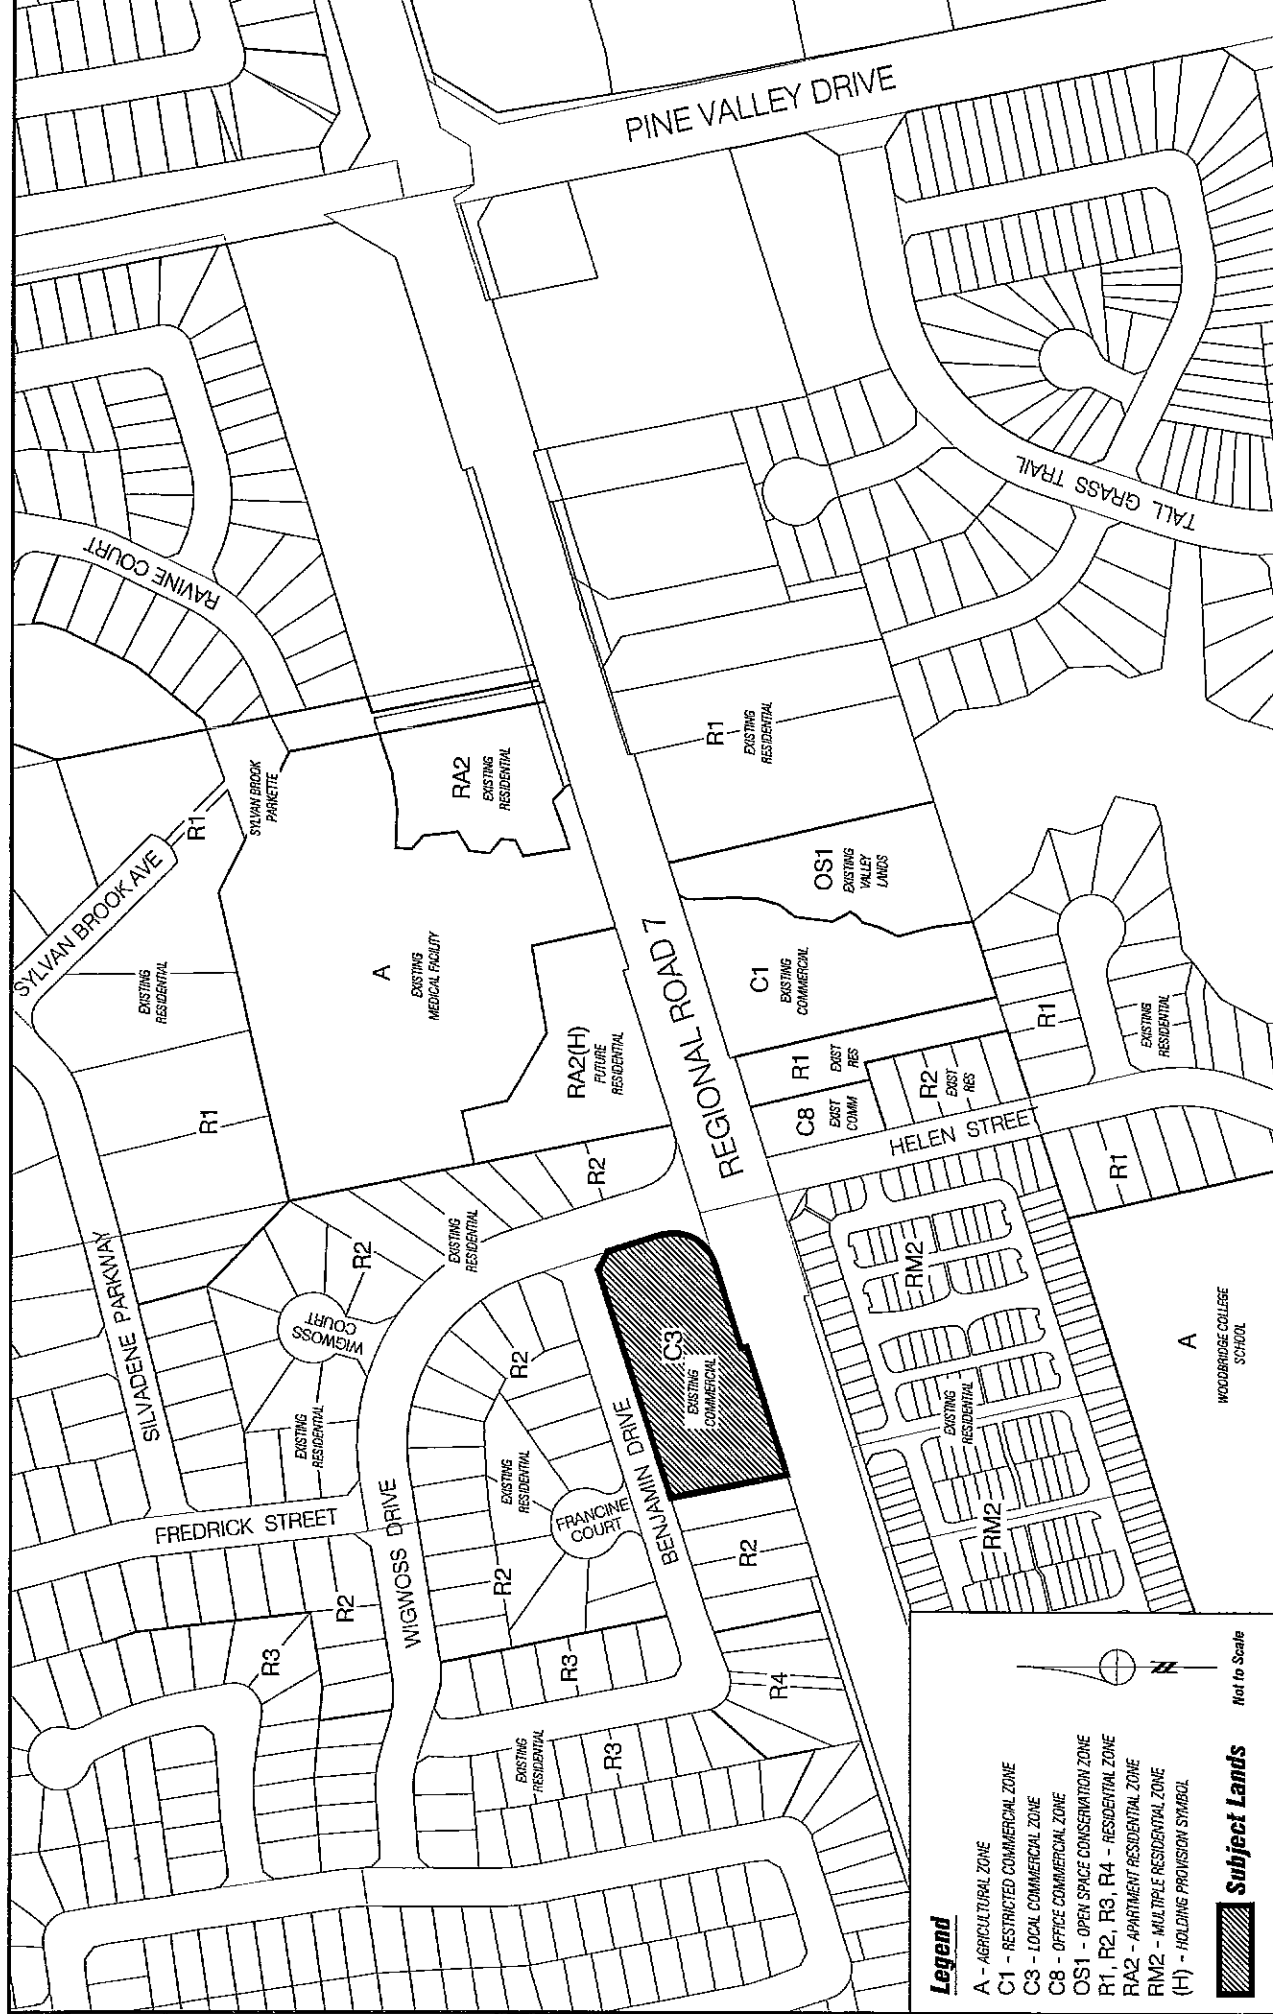 PINE VALLEY DRIVE
RAVINE COURT
TALL GRASS TRAIL
SYLVAN BROOK AVE
R1
SYLVAN BROOK
PARKETTE
RA2
EXISTING
RESIDENTIAL
R1
EXISTING
RESIDENTIAL
EXISTING
RESIDENTIAL
A
EXISTING
MEDICAL FACILITY
OS1
EXISTING
VALLEY
LANDS
REGIONAL ROAD 7
C1
EXISTING
COMMERCIAL
RA2(H)
FUTURE
RESIDENTIAL
R1
R1
EXIST
RES
C8
EXIST
COMM
R2
EXIST
RES
R1
EXISTING
RESIDENTIAL
HELEN STREET
R1
R2
EXISTING
RESIDENTIAL
R2
WIGWOSS
COURT
SILVADENE PARKWAY
EXISTING
RESIDENTIAL
R2
C3
EXISTING
COMMERCIAL
RM2
A
WOODBRIDGE COLLEGE
SCHOOL
EXISTING
RESIDENTIAL
RM2
FREDRICK STREET
WIGWOSS DRIVE
EXISTING
RESIDENTIAL
FRANCINE
COURT
BENJAMIN DRIVE
R2
R2
R2
R3
R3
R4
EXISTING
RESIDENTIAL
R3
Legend
A - AGRICULTURAL ZONE
C1 - RESTRICTED COMMERCIAL ZONE
C3 - LOCAL COMMERCIAL ZONE
C8 - OFFICE COMMERCIAL ZONE
OS1 - OPEN SPACE CONSERVATION ZONE
R1, R2, R3, R4 - RESIDENTIAL ZONE
RA2 - APARTMENT RESIDENTIAL ZONE
RM2 - MULTIPLE RESIDENTIAL ZONE
(H) - HOLDING PROVISION SYMBOL
Subject Lands
N
Not to Scale